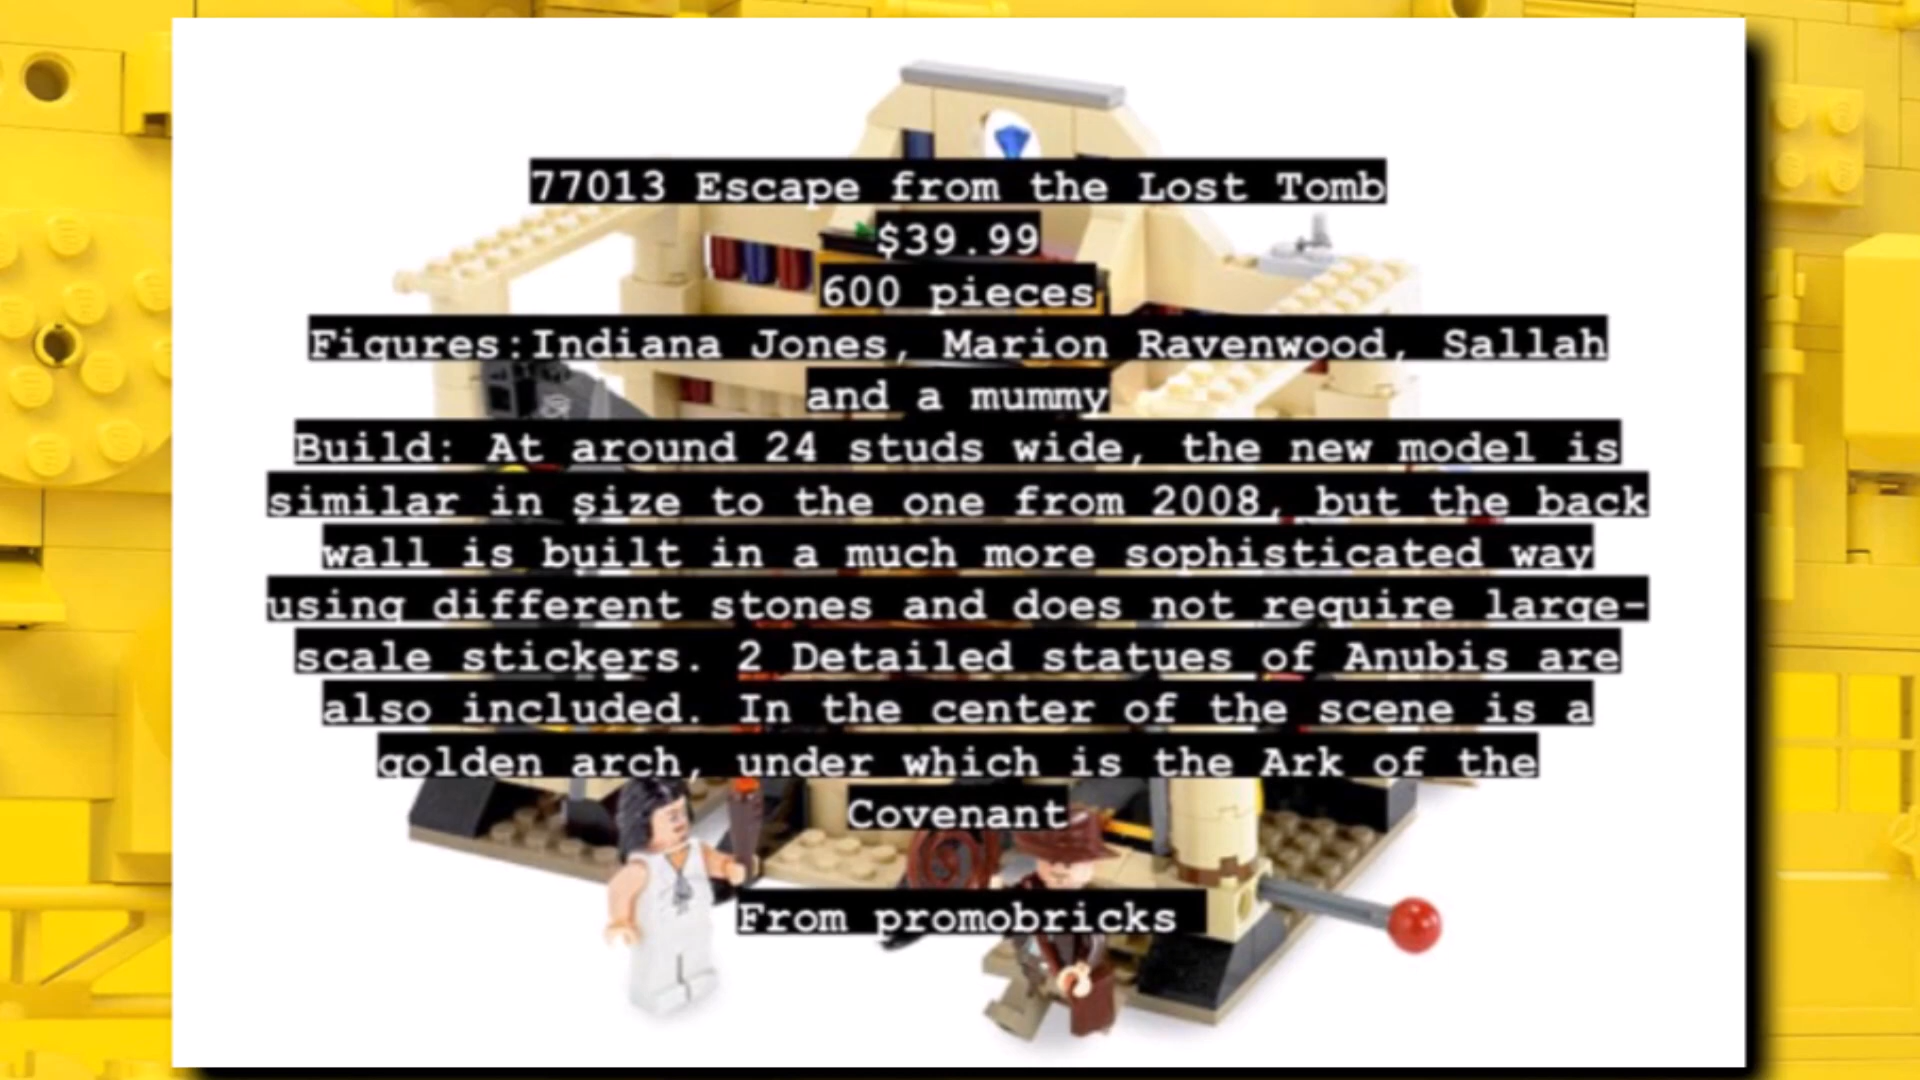 77013 Escape from the Lost Tomb
$39.99
600 pieces
Figures:Indiana Jones, Marion Ravenwood, Sallah
and a mummy
Build: At around 24 studs wide, the new model is
similar in size to the one from 2008, but the back
wall is built in a much more sophisticated way
using different stones and does not require large-
scale stickers. 2 Detailed statues of Anubis are
also included. In the center of the scene is a
golden arch, under which is the Ark of the
Covenant
From promobricks